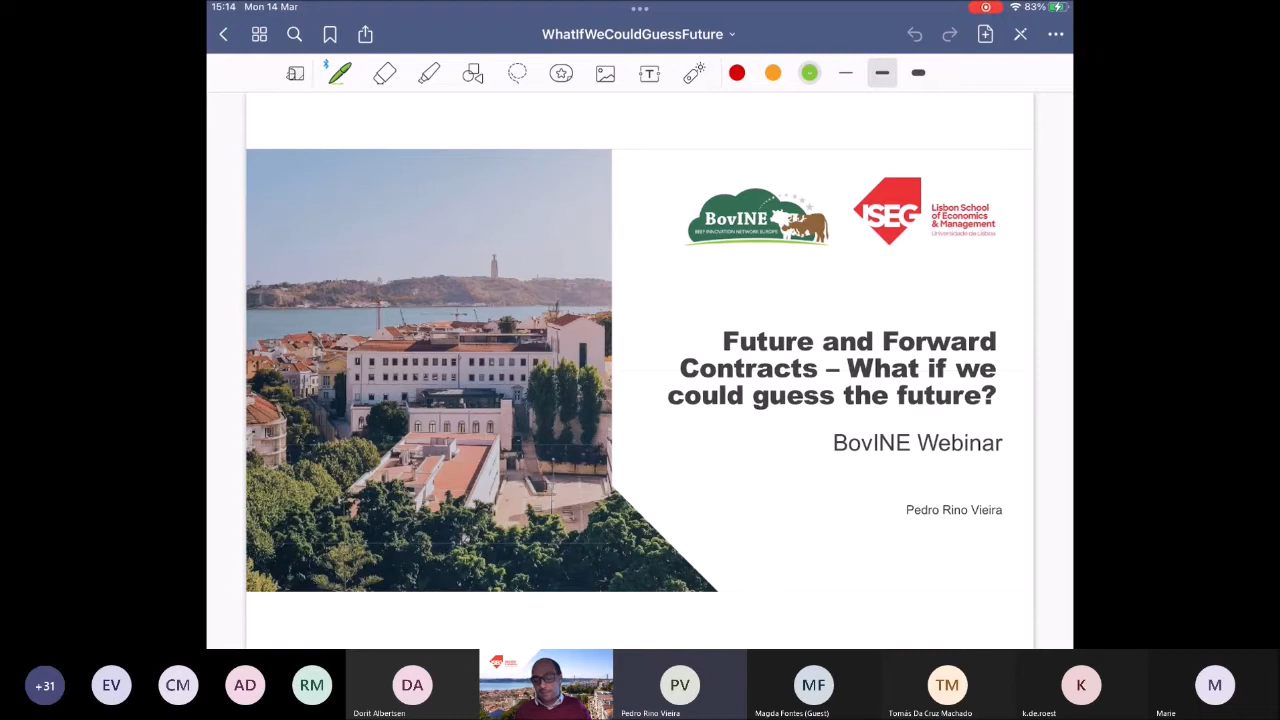 15:14 Mon 14 Mar
83%
WhatIfWeCouldGuessFuture
T
BovINE
BEEF INNOVATION NETWORK EUROPE
ISEG
Lisbon School
of Economics
& Management
Universidade de Lisboa
Future and Forward
Contracts – What if we
could guess the future?
BovINE Webinar
Pedro Rino Vieira
+31
EV
CM
AD
RM
DA
PV
MF
TM
K
M
Dorit Albertsen
Pedro Rino Vieira
Magda Fontes (Guest)
Tomás Da Cruz Machado
k.de.roest
Marie